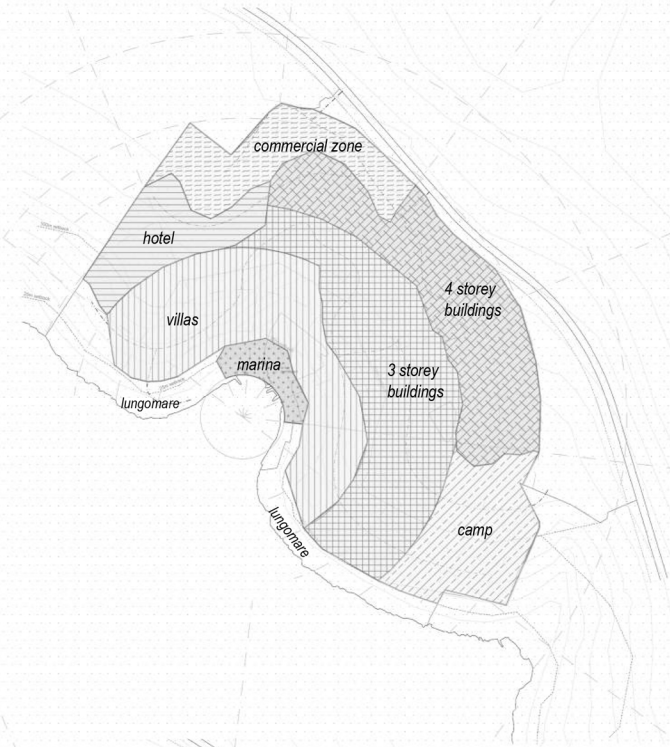 commercial zone
hotel
4 storey
buildings
villas
marina
3 storey
buildings
lungomare
lungomare
camp